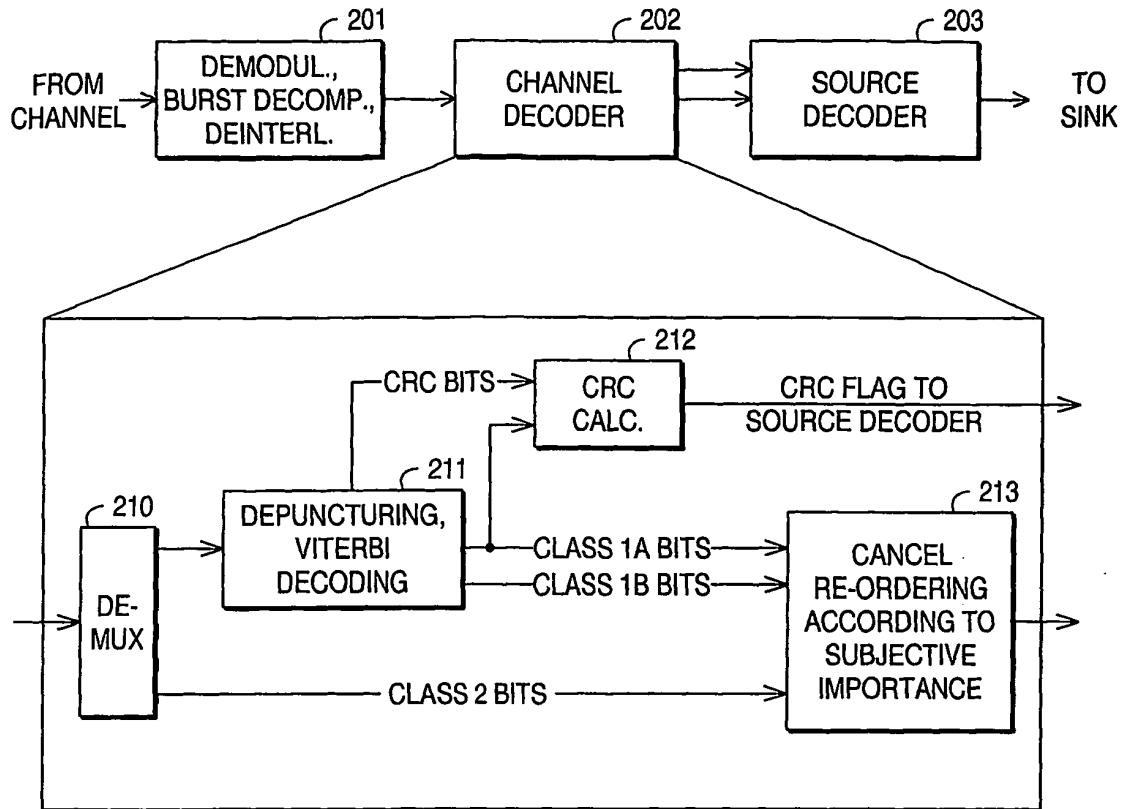 201
202
203
FROM
CHANNEL
DEMODUL.,
BURST DECOMP.,
DEINTERL.
CHANNEL
DECODER
SOURCE
DECODER
TO
SINK
212
CRC BITS
CRC
CALC.
CRC FLAG TO
SOURCE DECODER
210
211
213
DE-
MUX
DEPUNCTURING,
VITERBI
DECODING
CLASS 1A BITS
CLASS 1B BITS
CLASS 2 BITS
CANCEL
RE-ORDERING
ACCORDING TO
SUBJECTIVE
IMPORTANCE